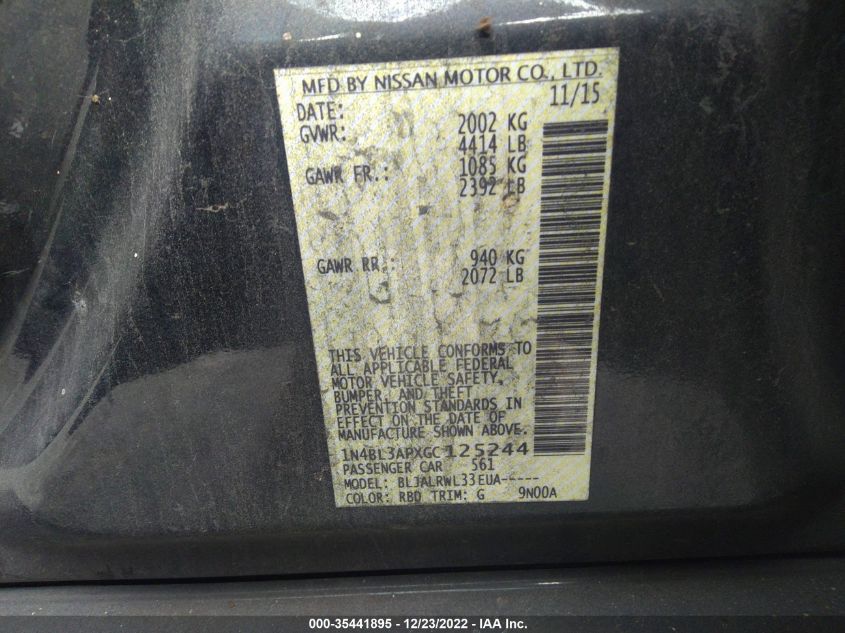 MFD BY NISSAN MOTOR CO., LTD.
DATE: 11/15
GVWR: 2002 KG
4414 LB
GAWR FR.: 1085 KG
2392 LB
GAWR RR.: 940 KG
2072 LB
THIS VEHICLE CONFORMS TO
ALL APPLICABLE FEDERAL
MOTOR VEHICLE SAFETY,
BUMPER, AND THEFT
PREVENTION STANDARDS IN
EFFECT ON THE DATE OF
MANUFACTURE SHOWN ABOVE.
1N4BL3APXGC125244
PASSENGER CAR 561
MODEL: BLJALRWL33EUA-----
COLOR: RBD TRIM: G 9N00A
000-35441895 - 12/23/2022 - IAA Inc.